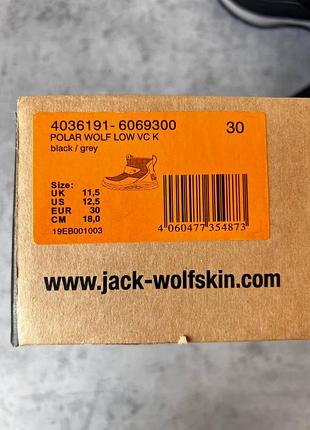 4036191- 6069300 30
POLAR WOLF LOW VC K
black / grey
Size:
UK 11,5
US 12,5
EUR 30
CM 18,0
19EB001003
4 060477 354873
www.jack-wolfskin.com